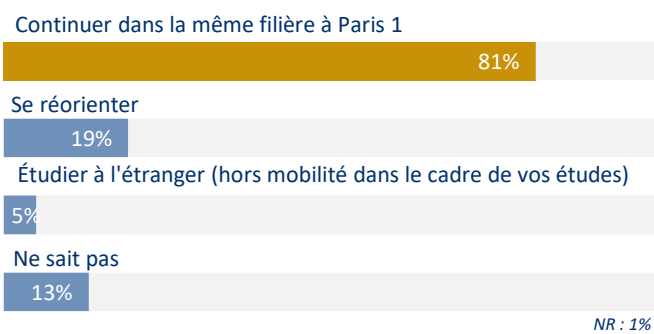 Continuer dans la même filière à Paris 1
81%
Se réorienter
19%
Étudier à l'étranger (hors mobilité dans le cadre de vos études)
5%
Ne sait pas
13%
NR : 1%